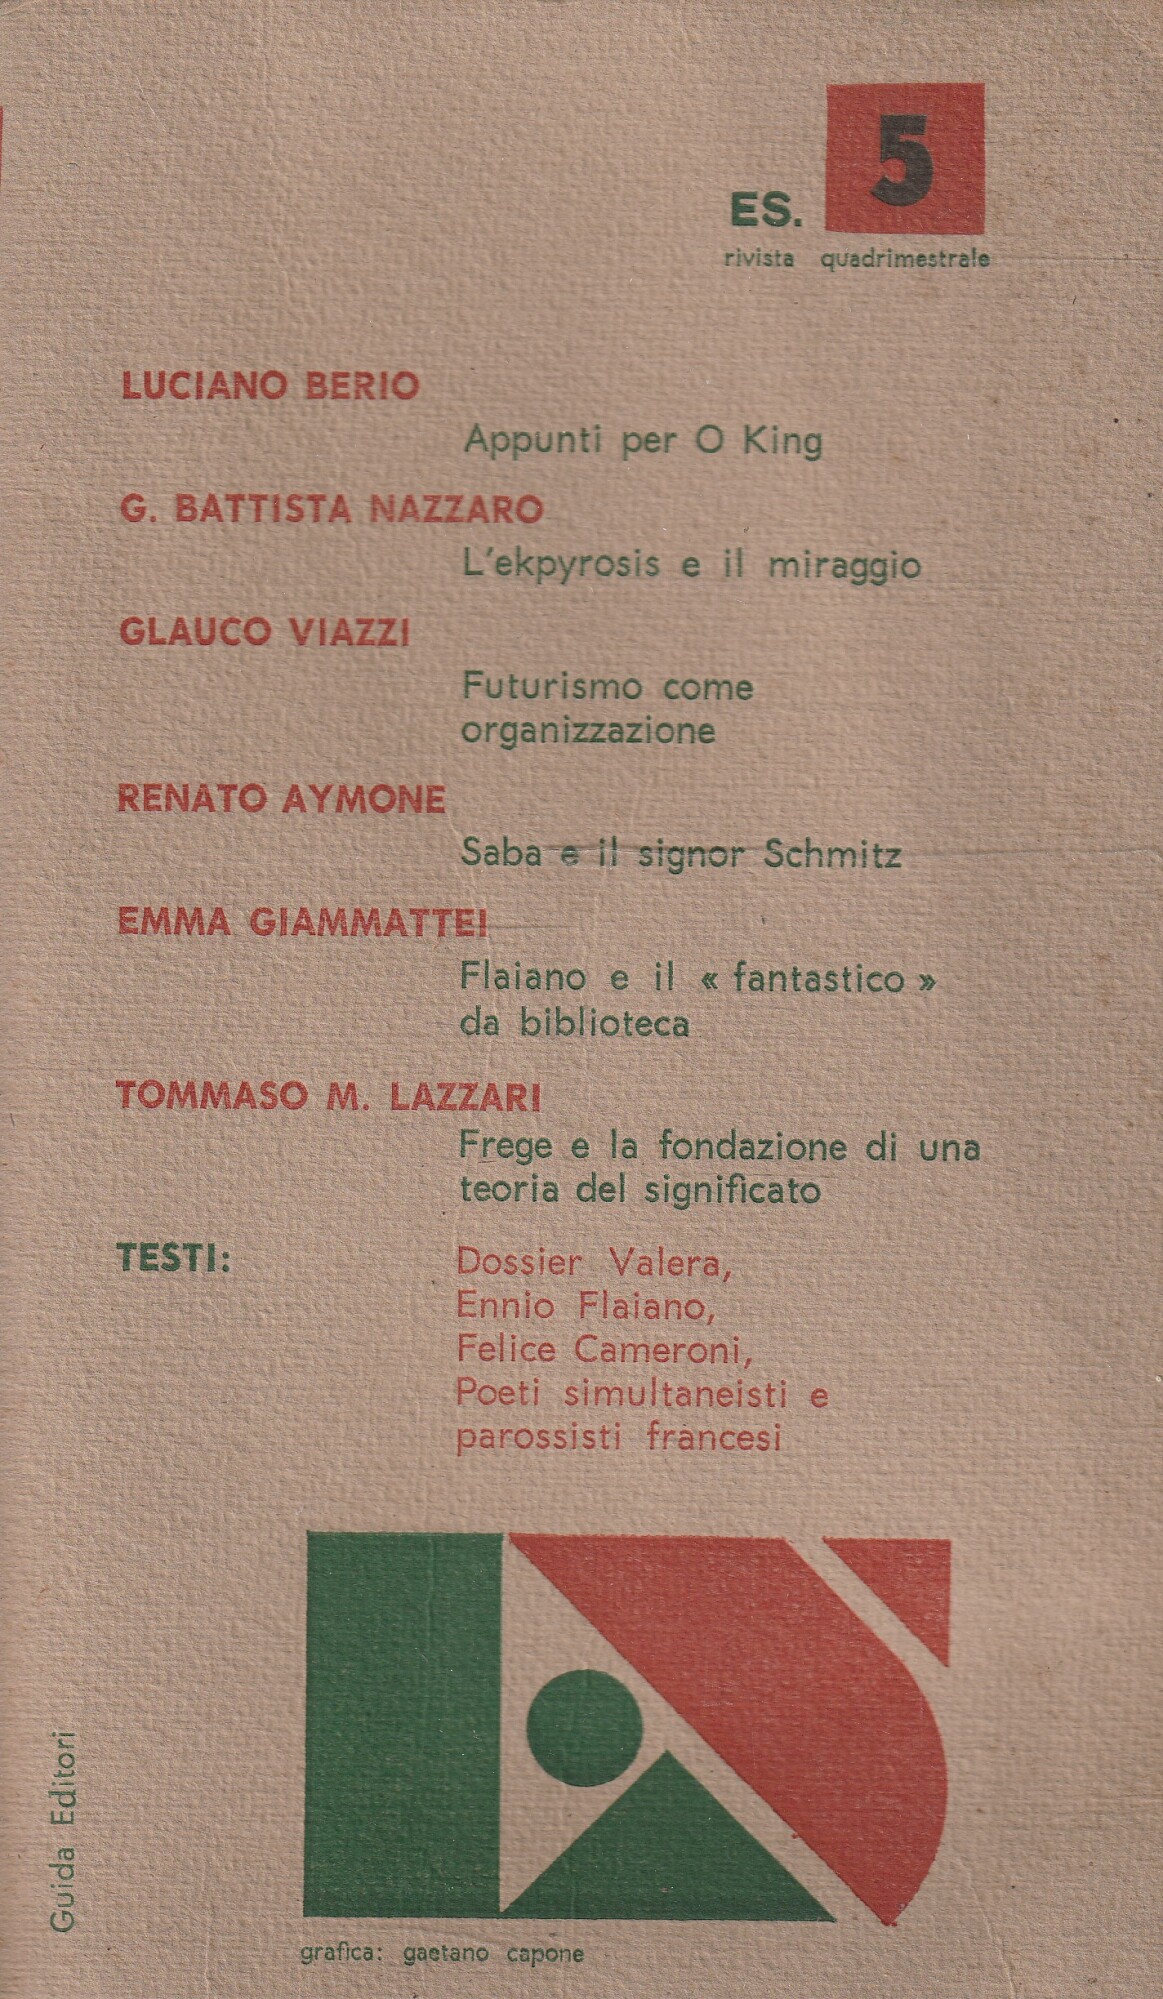 ES. 5
rivista quadrimestrale
LUCIANO BERIO
Appunti per O King
G. BATTISTA NAZZARO
L'ekpyrosis e il miraggio
GLAUCO VIAZZI
Futurismo come
organizzazione
RENATO AYMONE
Saba e il signor Schmitz
EMMA GIAMMATTEI
Flaiano e il « fantastico »
da biblioteca
TOMMASO M. LAZZARI
Frege e la fondazione di una
teoria del significato
TESTI: Dossier Valera,
Ennio Flaiano,
Felice Cameroni,
Poeti simultaneisti e
parossisti francesi
Guida Editori
grafica: gaetano capone